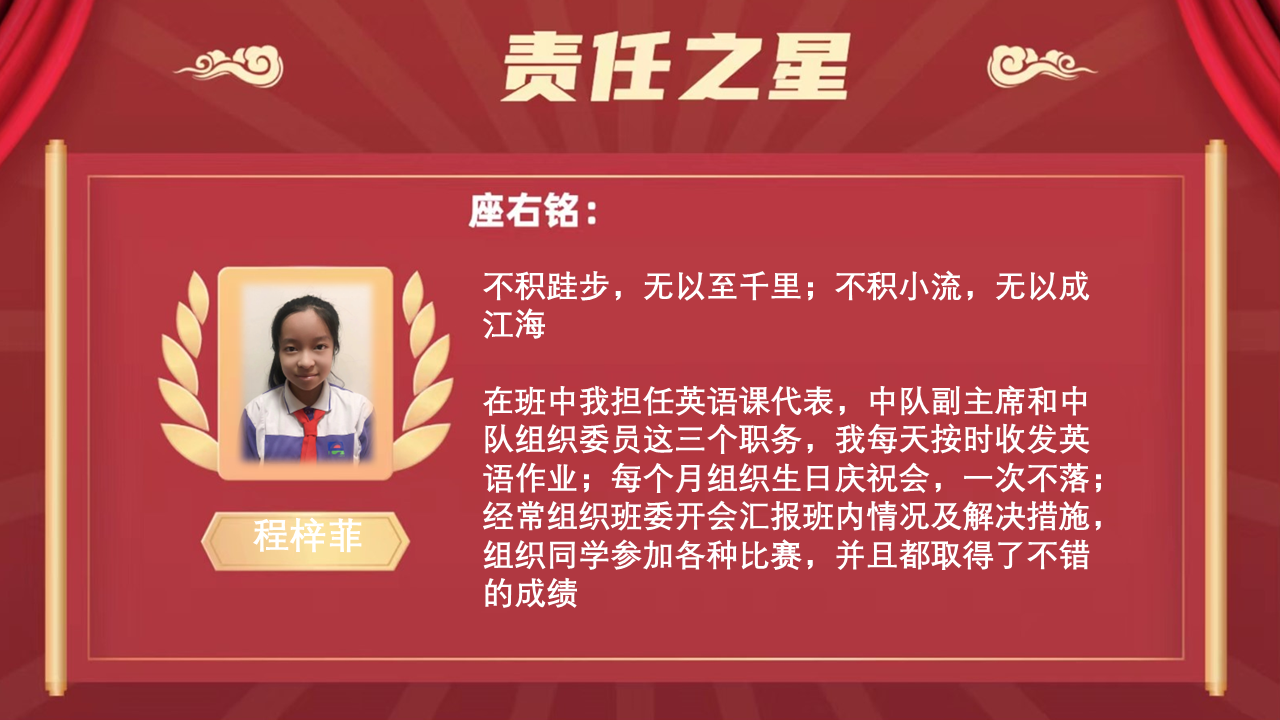 责任之星
座右铭：
不积跬步，无以至千里；不积小流，无以成
江海
在班中我担任英语课代表，中队副主席和中
队组织委员这三个职务，我每天按时收发英
语作业；每个月组织生日庆祝会，一次不落；
经常组织班委开会汇报班内情况及解决措施，
组织同学参加各种比赛，并且都取得了不错
的成绩
程梓菲